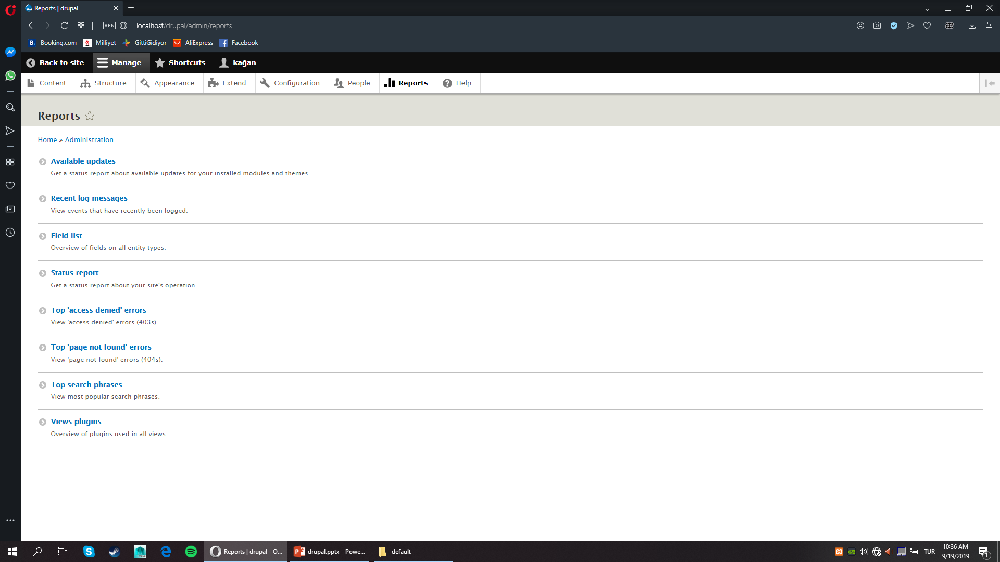 Reports | drupal
VPN
localhost/drupal/admin/reports
B. Booking.com Milliyet GittiGidiyor AliExpress Facebook
Back to site Manage Shortcuts kağan
Content Structure Appearance Extend Configuration People Reports Help
Reports
Home » Administration
Available updates
Get a status report about available updates for your installed modules and themes.
Recent log messages
View events that have recently been logged.
Field list
Overview of fields on all entity types.
Status report
Get a status report about your site's operation.
Top 'access denied' errors
View 'access denied' errors (403s).
Top 'page not found' errors
View 'page not found' errors (404s).
Top search phrases
View most popular search phrases.
Views plugins
Overview of plugins used in all views.
Reports | drupal - O... drupal.pptx - Powe... default
TUR
10:36 AM
9/19/2019
1